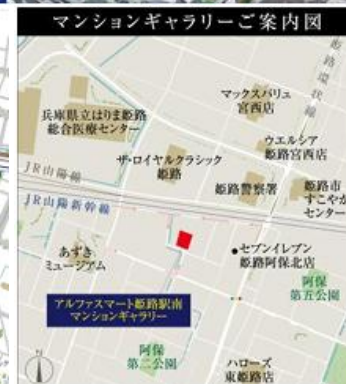 マンションギャラリーご案内図
姫路環状線
マックスバリュ
宮西店
兵庫県立はりま姫路
総合医療センター
ウエルシア
姫路宮西店
ザ・ロイヤルクラシック
姫路
JR山陽線
姫路警察署
姫路市
すこやか
センター
JR山陽新幹線
あずき
ミュージアム
セブンイレブン
姫路阿保北店
阿保
第五公園
アルファスマート姫路駅南
マンションギャラリー
阿保
第二公園
ハローズ
東姫路店
N